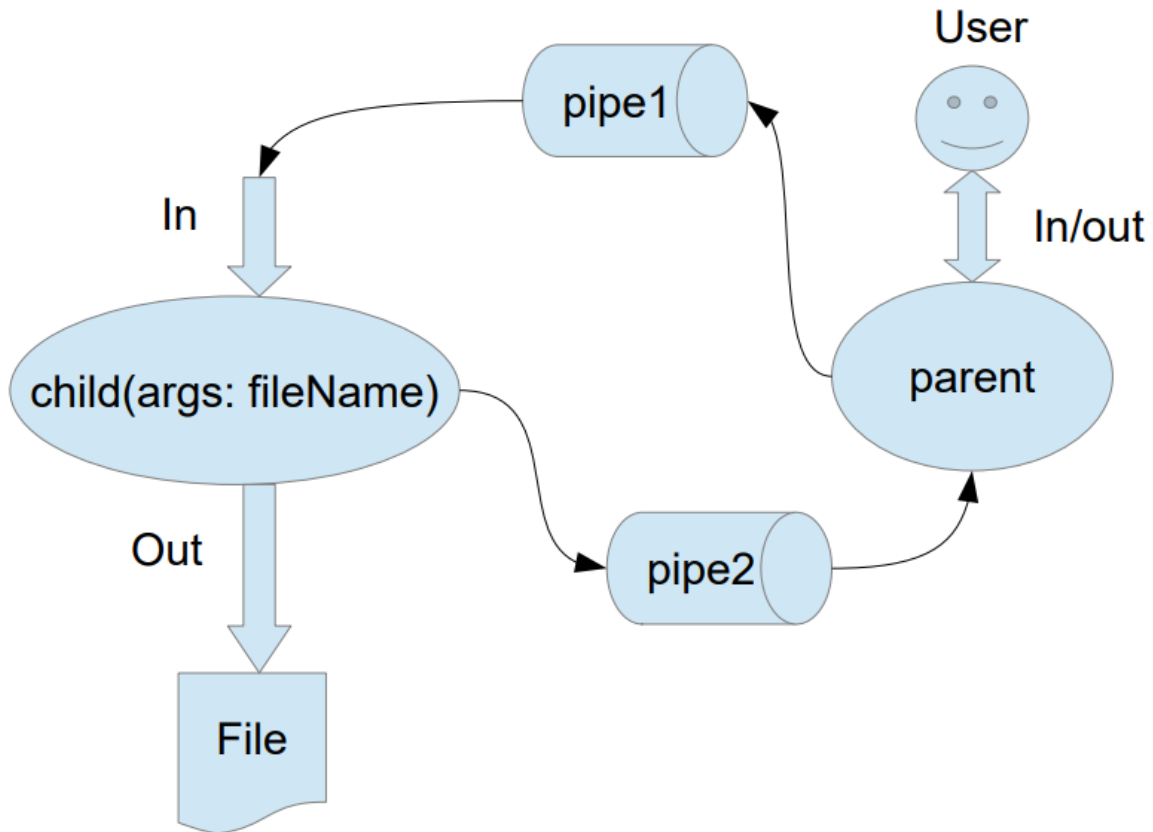 User
pipe1
In
In/out
child(args: fileName)
parent
Out
pipe2
File